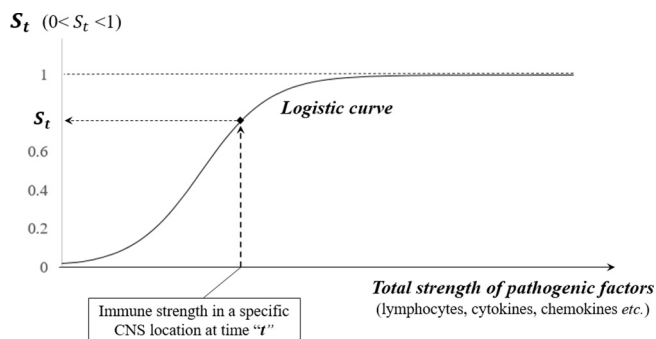 S_t (0< S_t <1)
1
Logistic curve
S_t
0.6
0.4
0.2
0
Total strength of pathogenic factors
(lymphocytes, cytokines, chemokines etc.)
Immune strength in a specific
CNS location at time “t”